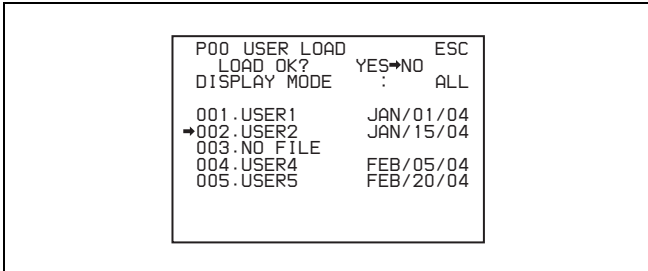 P00 USER LOAD ESC
LOAD OK? YES➡NO
DISPLAY MODE : ALL
001.USER1 JAN/01/04
➡002.USER2 JAN/15/04
003.NO FILE
004.USER4 FEB/05/04
005.USER5 FEB/20/04